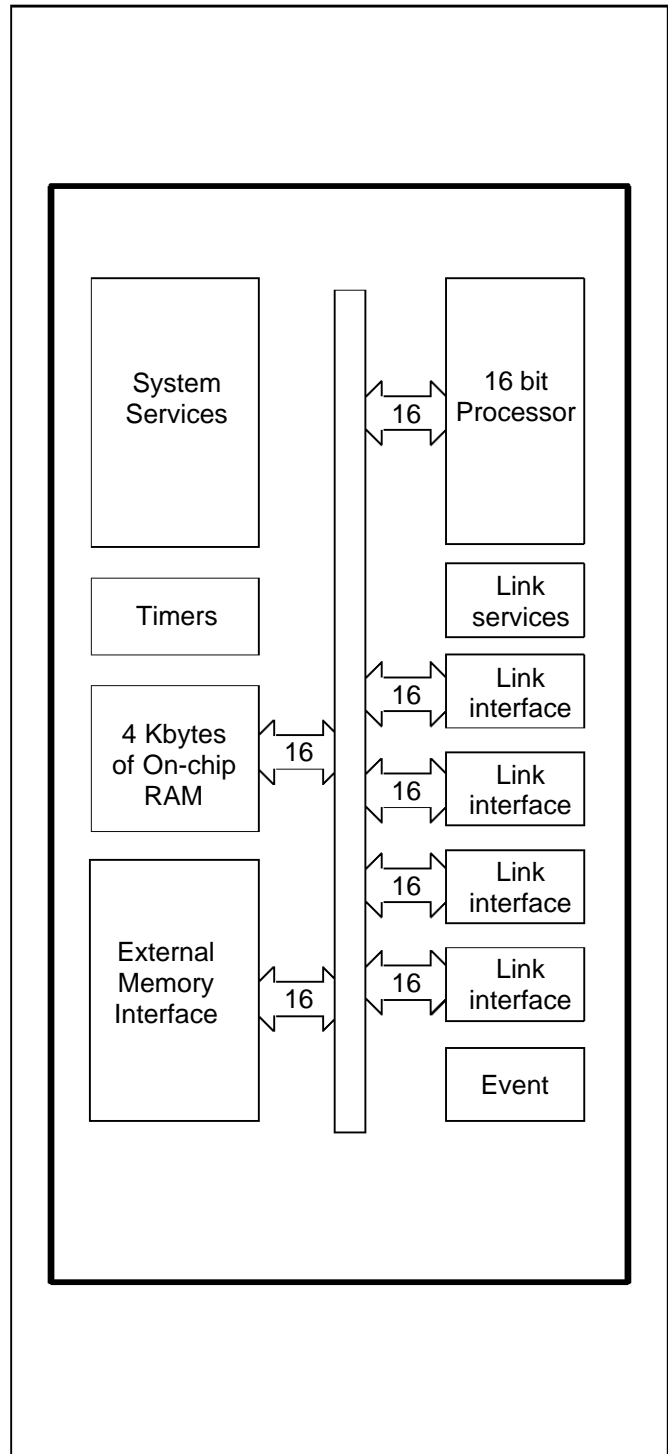 System
Services
16
16 bit
Processor
Timers
Link
services
4 Kbytes
of On-chip
RAM
16
16
Link
interface
16
Link
interface
External
Memory
Interface
16
16
Link
interface
16
Link
interface
Event